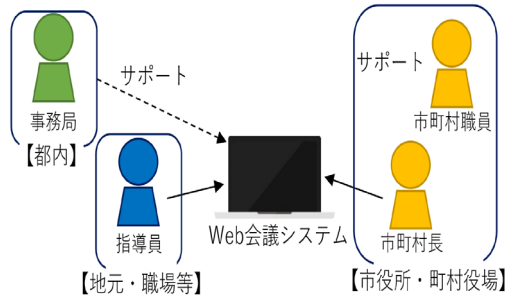 サポート
事務局
【都内】
指導員
【地元・職場等】
Web会議システム
サポート
市町村職員
市町村長
【市役所・町村役場】